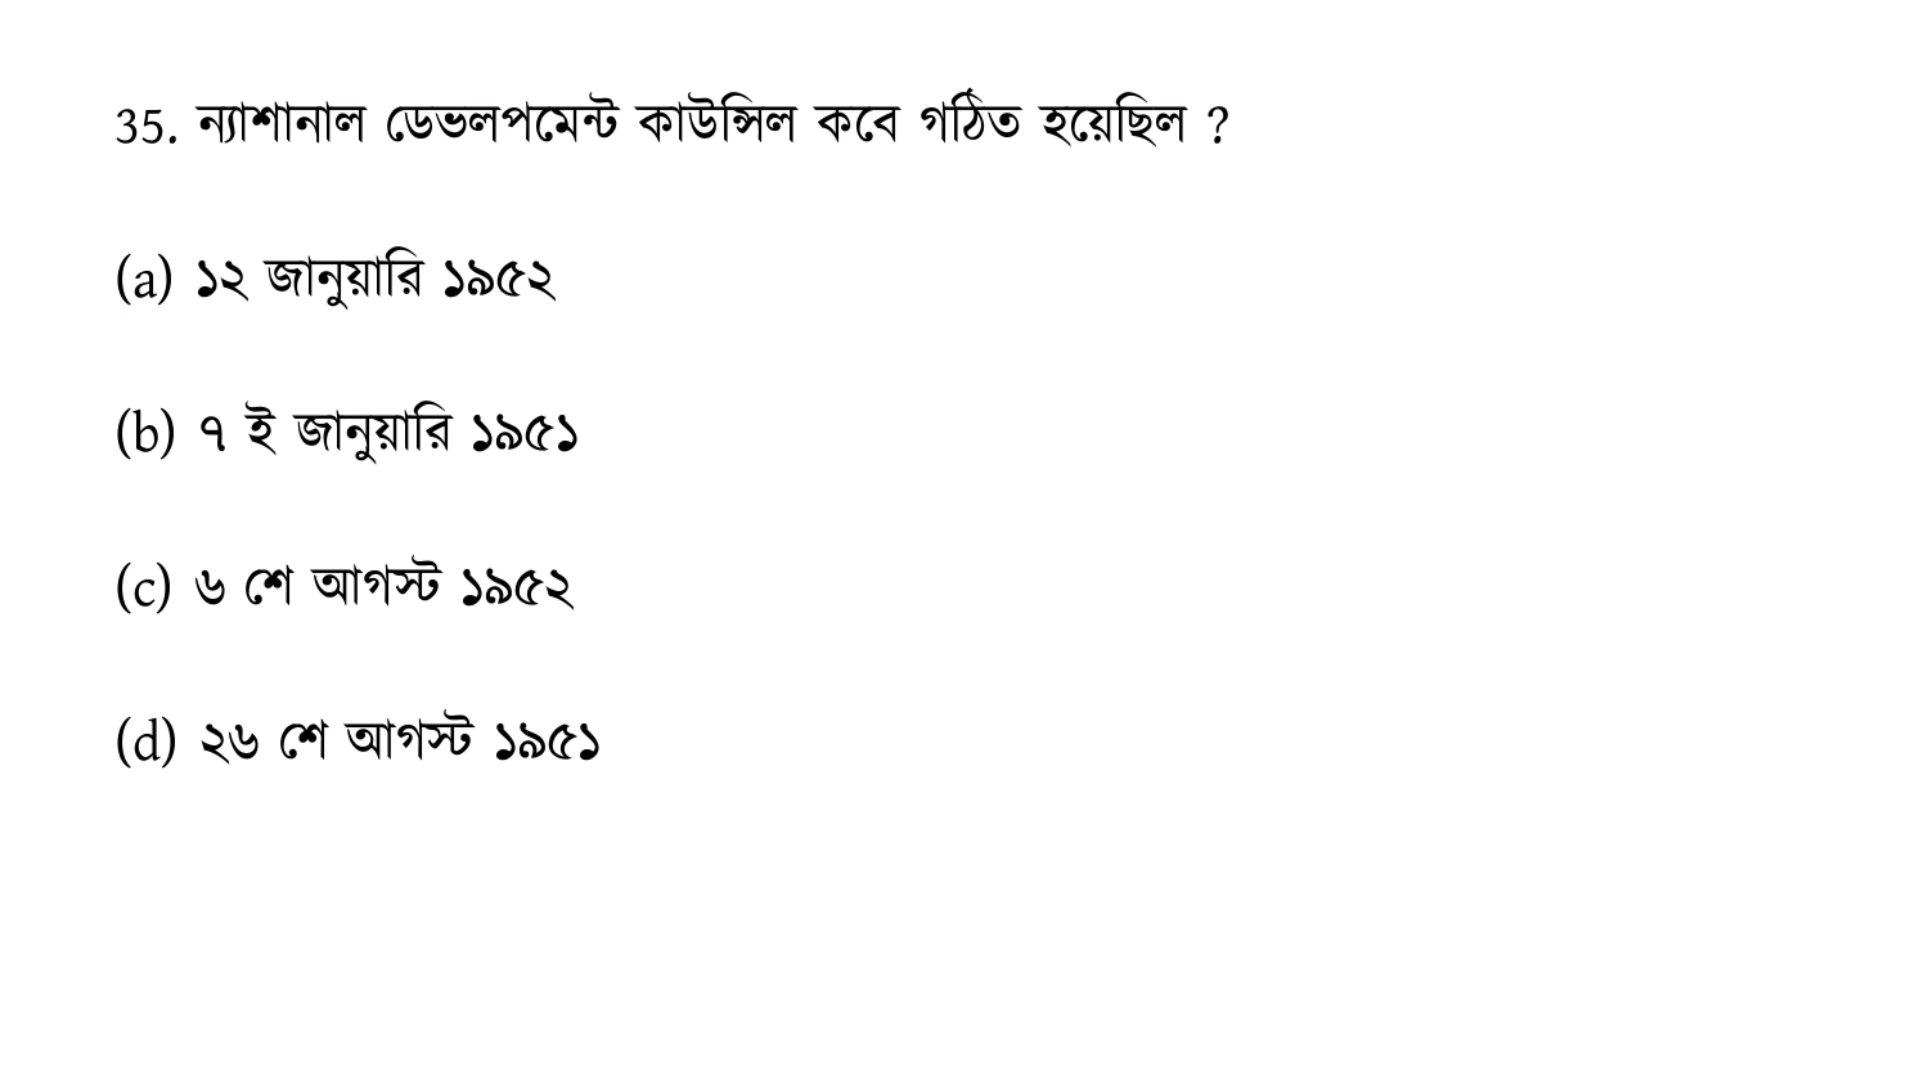 35. ন্যাশানাল ডেভলপমেন্ট কাউন্সিল কবে গঠিত হয়েছিল ?
(a) ১২ জানুয়ারি ১৯৫২
(b) ৭ ই জানুয়ারি ১৯৫১
(c) ৬ শে আগস্ট ১৯৫২
(d) ২৬ শে আগস্ট ১৯৫১